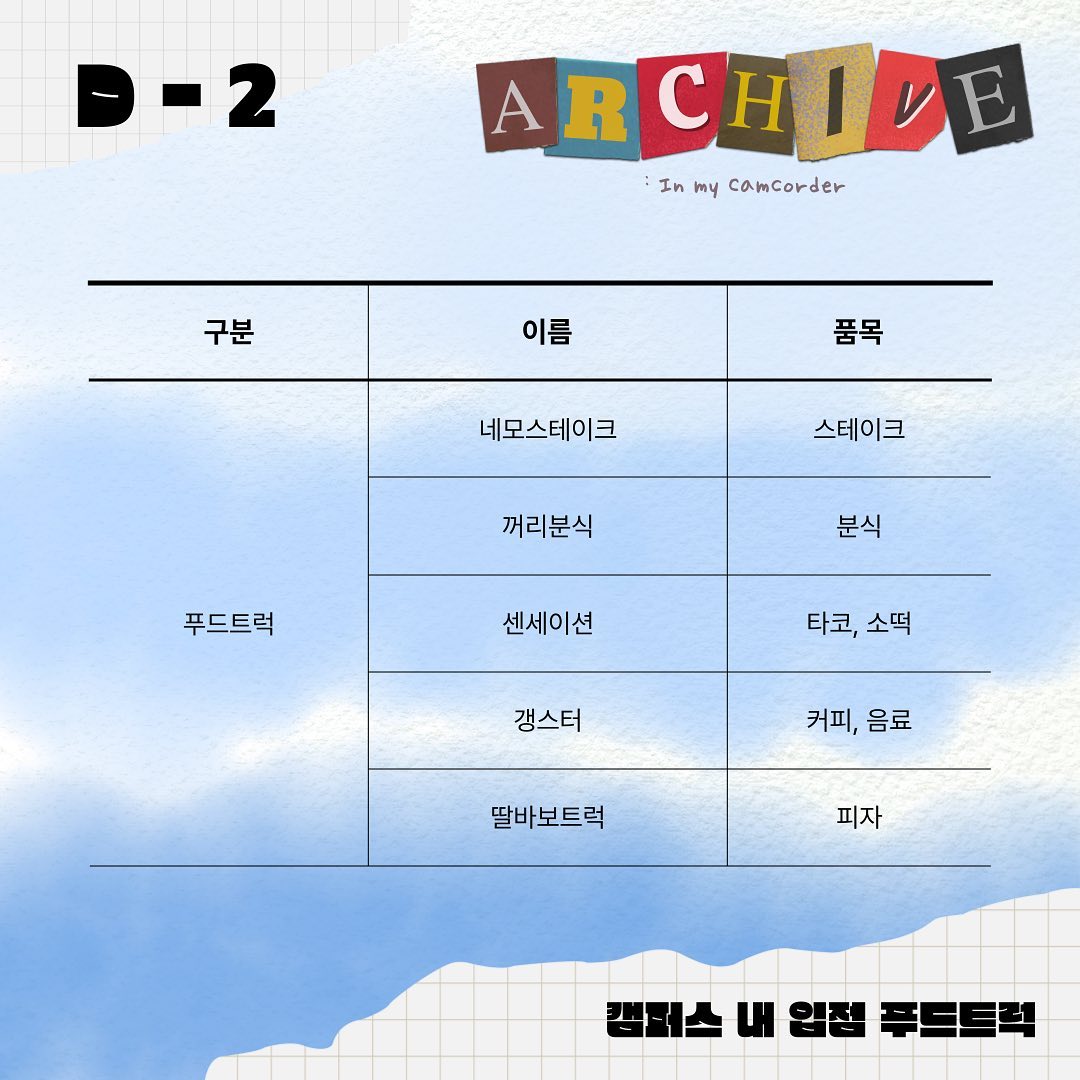 D - 2
ARCHIVE
: In my Camcorder
구분 이름 품목
푸드트럭
네모스테이크 스테이크
꺼리분식 분식
센세이션 타코, 소떡
갱스터 커피, 음료
딸바보트럭 피자
캠퍼스 내 입점 푸드트럭